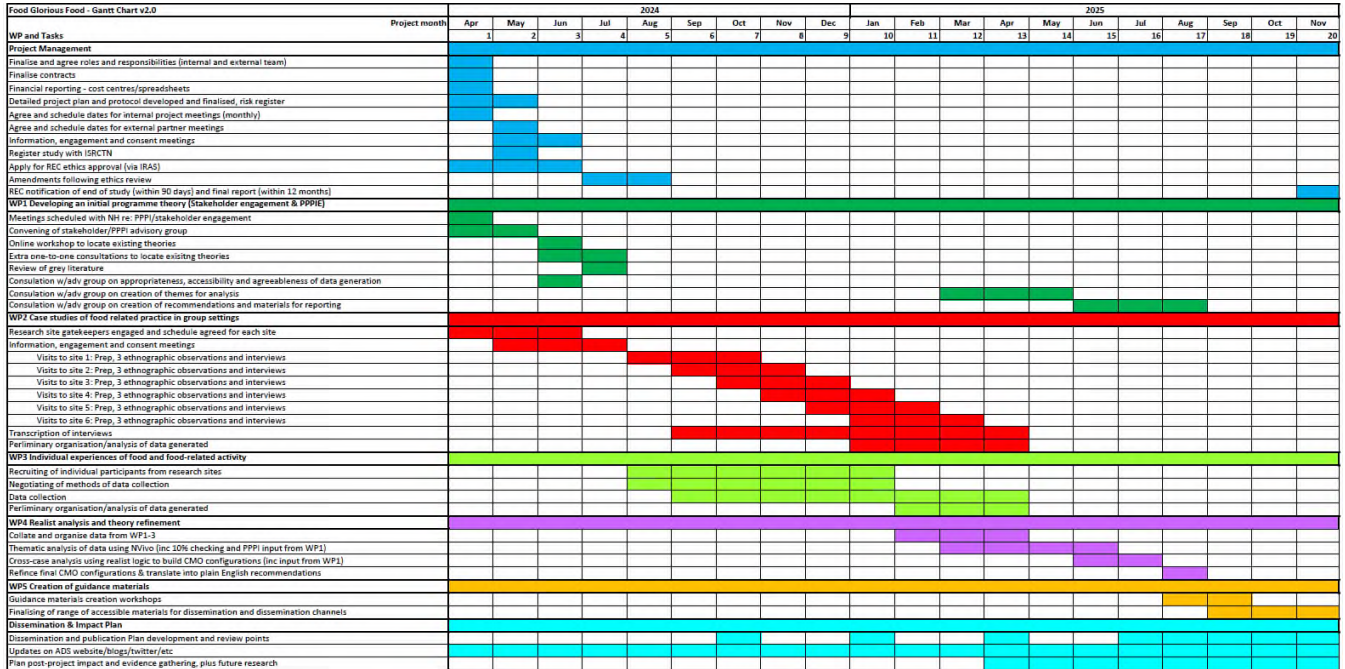 Food Glorious Food - Gantt Chart v2.0 2024 2025
Project month Apr May Jun Jul Aug Sep Oct Nov Dec Jan Feb Mar Apr May Jun Jul Aug Sep Oct Nov
WP and Tasks 1 2 3 4 5 6 7 8 9 10 11 12 13 14 15 16 17 18 19 20
Project Management
Finalise and agree roles and responsibilities (internal and external team)
Finalise contracts
Financial reporting - cost centres/spreadsheets
Detailed project plan and protocol developed and finalised, risk register
Agree and schedule dates for internal project meetings (monthly)
Agree and schedule dates for external partner meetings
Information, engagement and consent meetings
Register study with ISRCTN
Apply for REC ethics approval (via IRAS)
Amendments following ethics review
REC notification of end of study (within 90 days) and final report (within 12 months)
WP1 Developing an initial programme theory (Stakeholder engagement & PPPIE)
Meetings scheduled with NH re: PPPI/stakeholder engagement
Convening of stakeholder/PPPI advisory group
Online workshop to locate existing theories
Extra one-to-one consultations to locate exisitng theories
Review of grey literature
Consulation w/adv group on appropriateness, accessibility and agreeableness of data generation
Consulation w/adv group on creation of themes for analysis
Consulation w/adv group on creation of recommendations and materials for reporting
WP2 Case studies of food related practice in group settings
Research site gatekeepers engaged and schedule agreed for each site
Information, engagement and consent meetings
Visits to site 1: Prep, 3 ethnographic observations and interviews
Visits to site 2: Prep, 3 ethnographic observations and interviews
Visits to site 3: Prep, 3 ethnographic observations and interviews
Visits to site 4: Prep, 3 ethnographic observations and interviews
Visits to site 5: Prep, 3 ethnographic observations and interviews
Visits to site 6: Prep, 3 ethnographic observations and interviews
Transcription of interviews
Perliminary organisation/analysis of data generated
WP3 Individual experiences of food and food-related activity
Recruiting of individual participants from research sites
Negotiating of methods of data collection
Data collection
Perliminary organisation/analysis of data generated
WP4 Realist analysis and theory refinement
Collate and organise data from WP1-3
Thematic analysis of data using NVivo (inc 10% checking and PPPI input from WP1)
Cross-case analysis using realist logic to build CMO configurations (inc input from WP1)
Refince final CMO configurations & translate into plain English recommendations
WP5 Creation of guidance materials
Guidance materials creation workshops
Finalising of range of accessible materials for dissemination and dissemination channels
Dissemination & Impact Plan
Dissemination and publication Plan development and review points
Updates on ADS website/blogs/twitter/etc
Plan post-project impact and evidence gathering, plus future research